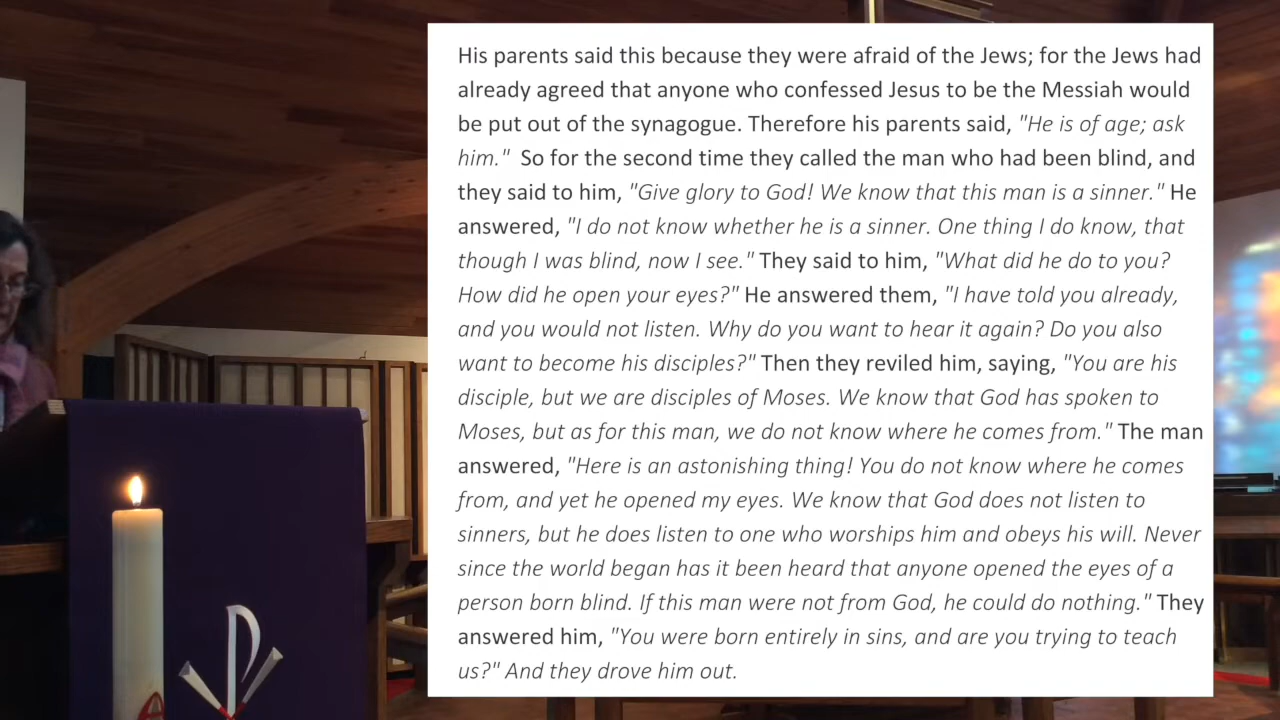 His parents said this because they were afraid of the Jews; for the Jews had
already agreed that anyone who confessed Jesus to be the Messiah would
be put out of the synagogue. Therefore his parents said, "He is of age; ask
him."  So for the second time they called the man who had been blind, and
they said to him, "Give glory to God! We know that this man is a sinner." He
answered, "I do not know whether he is a sinner. One thing I do know, that
though I was blind, now I see." They said to him, "What did he do to you?
How did he open your eyes?" He answered them, "I have told you already,
and you would not listen. Why do you want to hear it again? Do you also
want to become his disciples?" Then they reviled him, saying, "You are his
disciple, but we are disciples of Moses. We know that God has spoken to
Moses, but as for this man, we do not know where he comes from." The man
answered, "Here is an astonishing thing! You do not know where he comes
from, and yet he opened my eyes. We know that God does not listen to
sinners, but he does listen to one who worships him and obeys his will. Never
since the world began has it been heard that anyone opened the eyes of a
person born blind. If this man were not from God, he could do nothing." They
answered him, "You were born entirely in sins, and are you trying to teach
us?" And they drove him out.